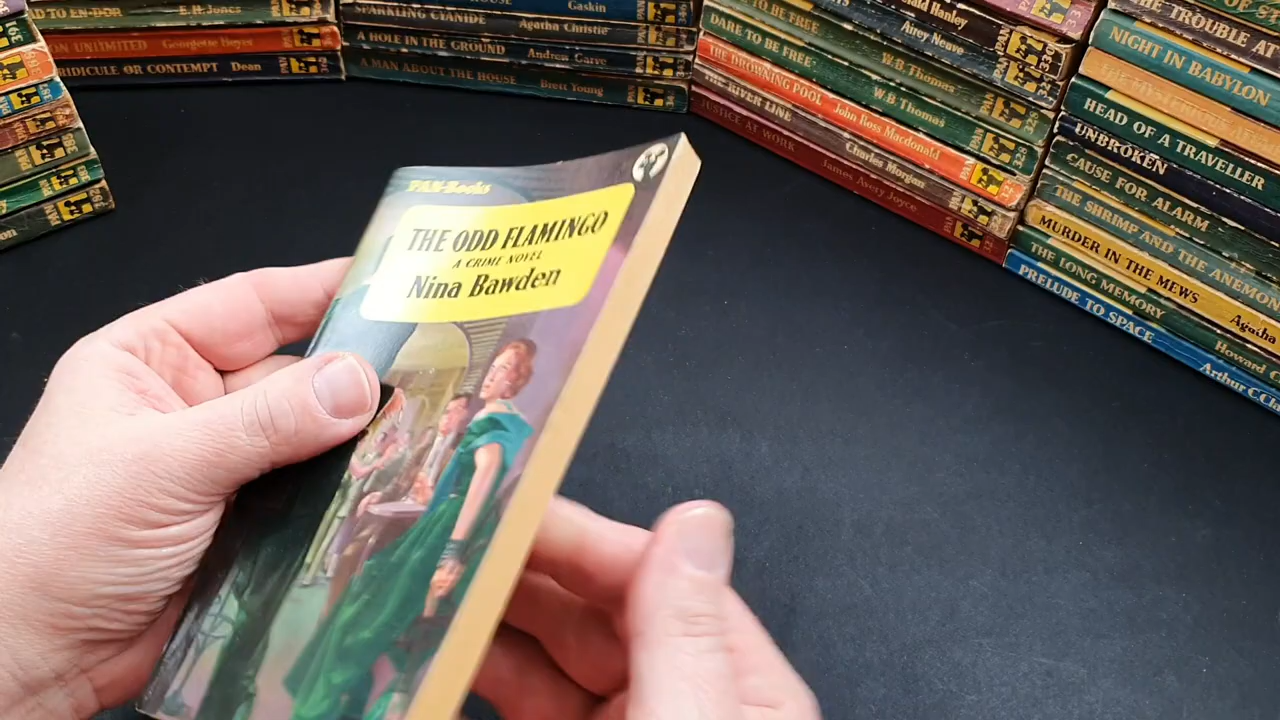 AD TO EN-DOR E.H. Jones
ON UNLIMITED Georgette Heyer
RIDICULE OR CONTEMPT Dean
HOUSE Gaskin
SPARKLING CYANIDE Agatha Christie
A HOLE IN THE GROUND Andrew Garve
A MAN ABOUT THE HOUSE Brett Young
ald Hanley
Airey Neave
TO BE FREE W.B Thomas
DARE TO BE FREE W.B Thomas
THE DROWNING POOL John Ross Macdonald
THE RIVER LINE Charles Morgan
JUSTICE AT WORK James Avery Joyce
THE TROUBLE AT
NIGHT IN BABYLON
HEAD OF A TRAVELLER
UNBROKEN
CAUSE FOR ALARM
THE SHRIMP AND THE ANEMON
MURDER IN THE MEWS Agatha
THE LONG MEMORY Howard C
PRELUDE TO SPACE Arthur C.Cl
PAN-Books
THE ODD FLAMINGO
A CRIME NOVEL
Nina Bawden